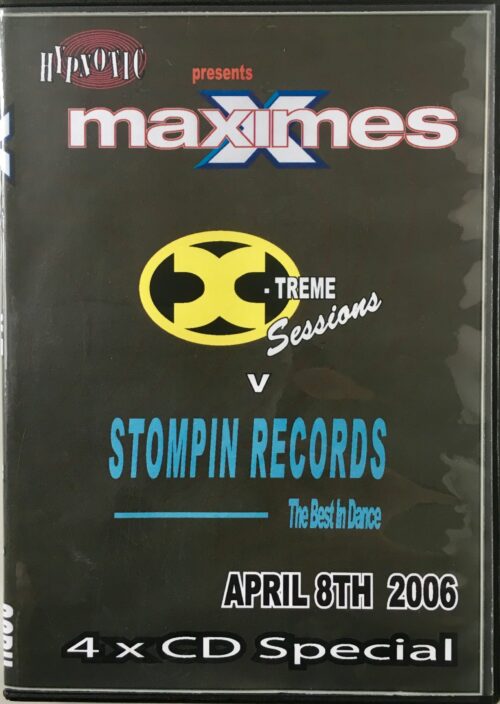 HYPNOTIC
presents
maximes
X
- TREME
Sessions
v
STOMPIN RECORDS
The Best In Dance
APRIL 8TH 2006
4 x CD Special